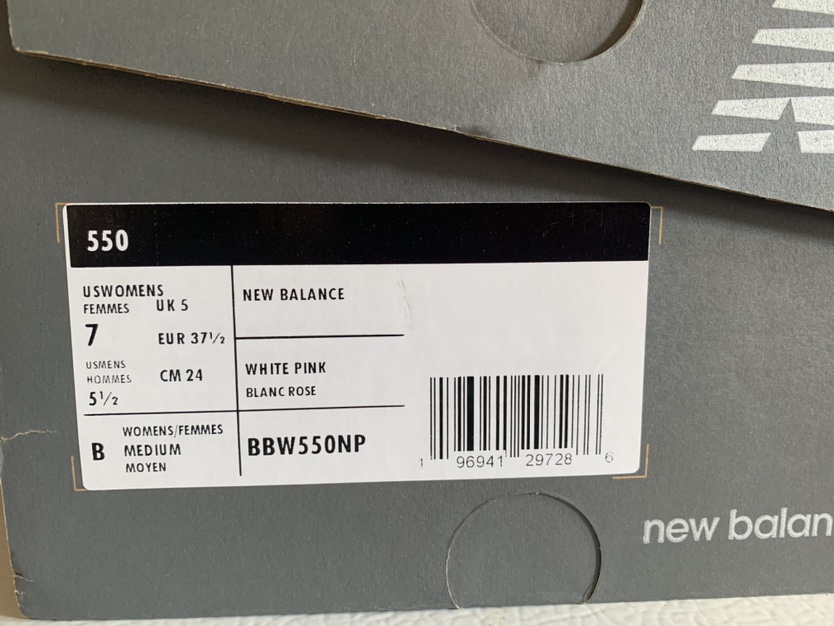 550
USWOMENS
FEMMES UK 5
7 EUR 37½
USMENS
HOMMES CM 24
5½
NEW BALANCE
WHITE PINK
BLANC ROSE
B WOMENS/FEMMES
MEDIUM
MOYEN
BBW550NP
1 96941 29728 6
new balan